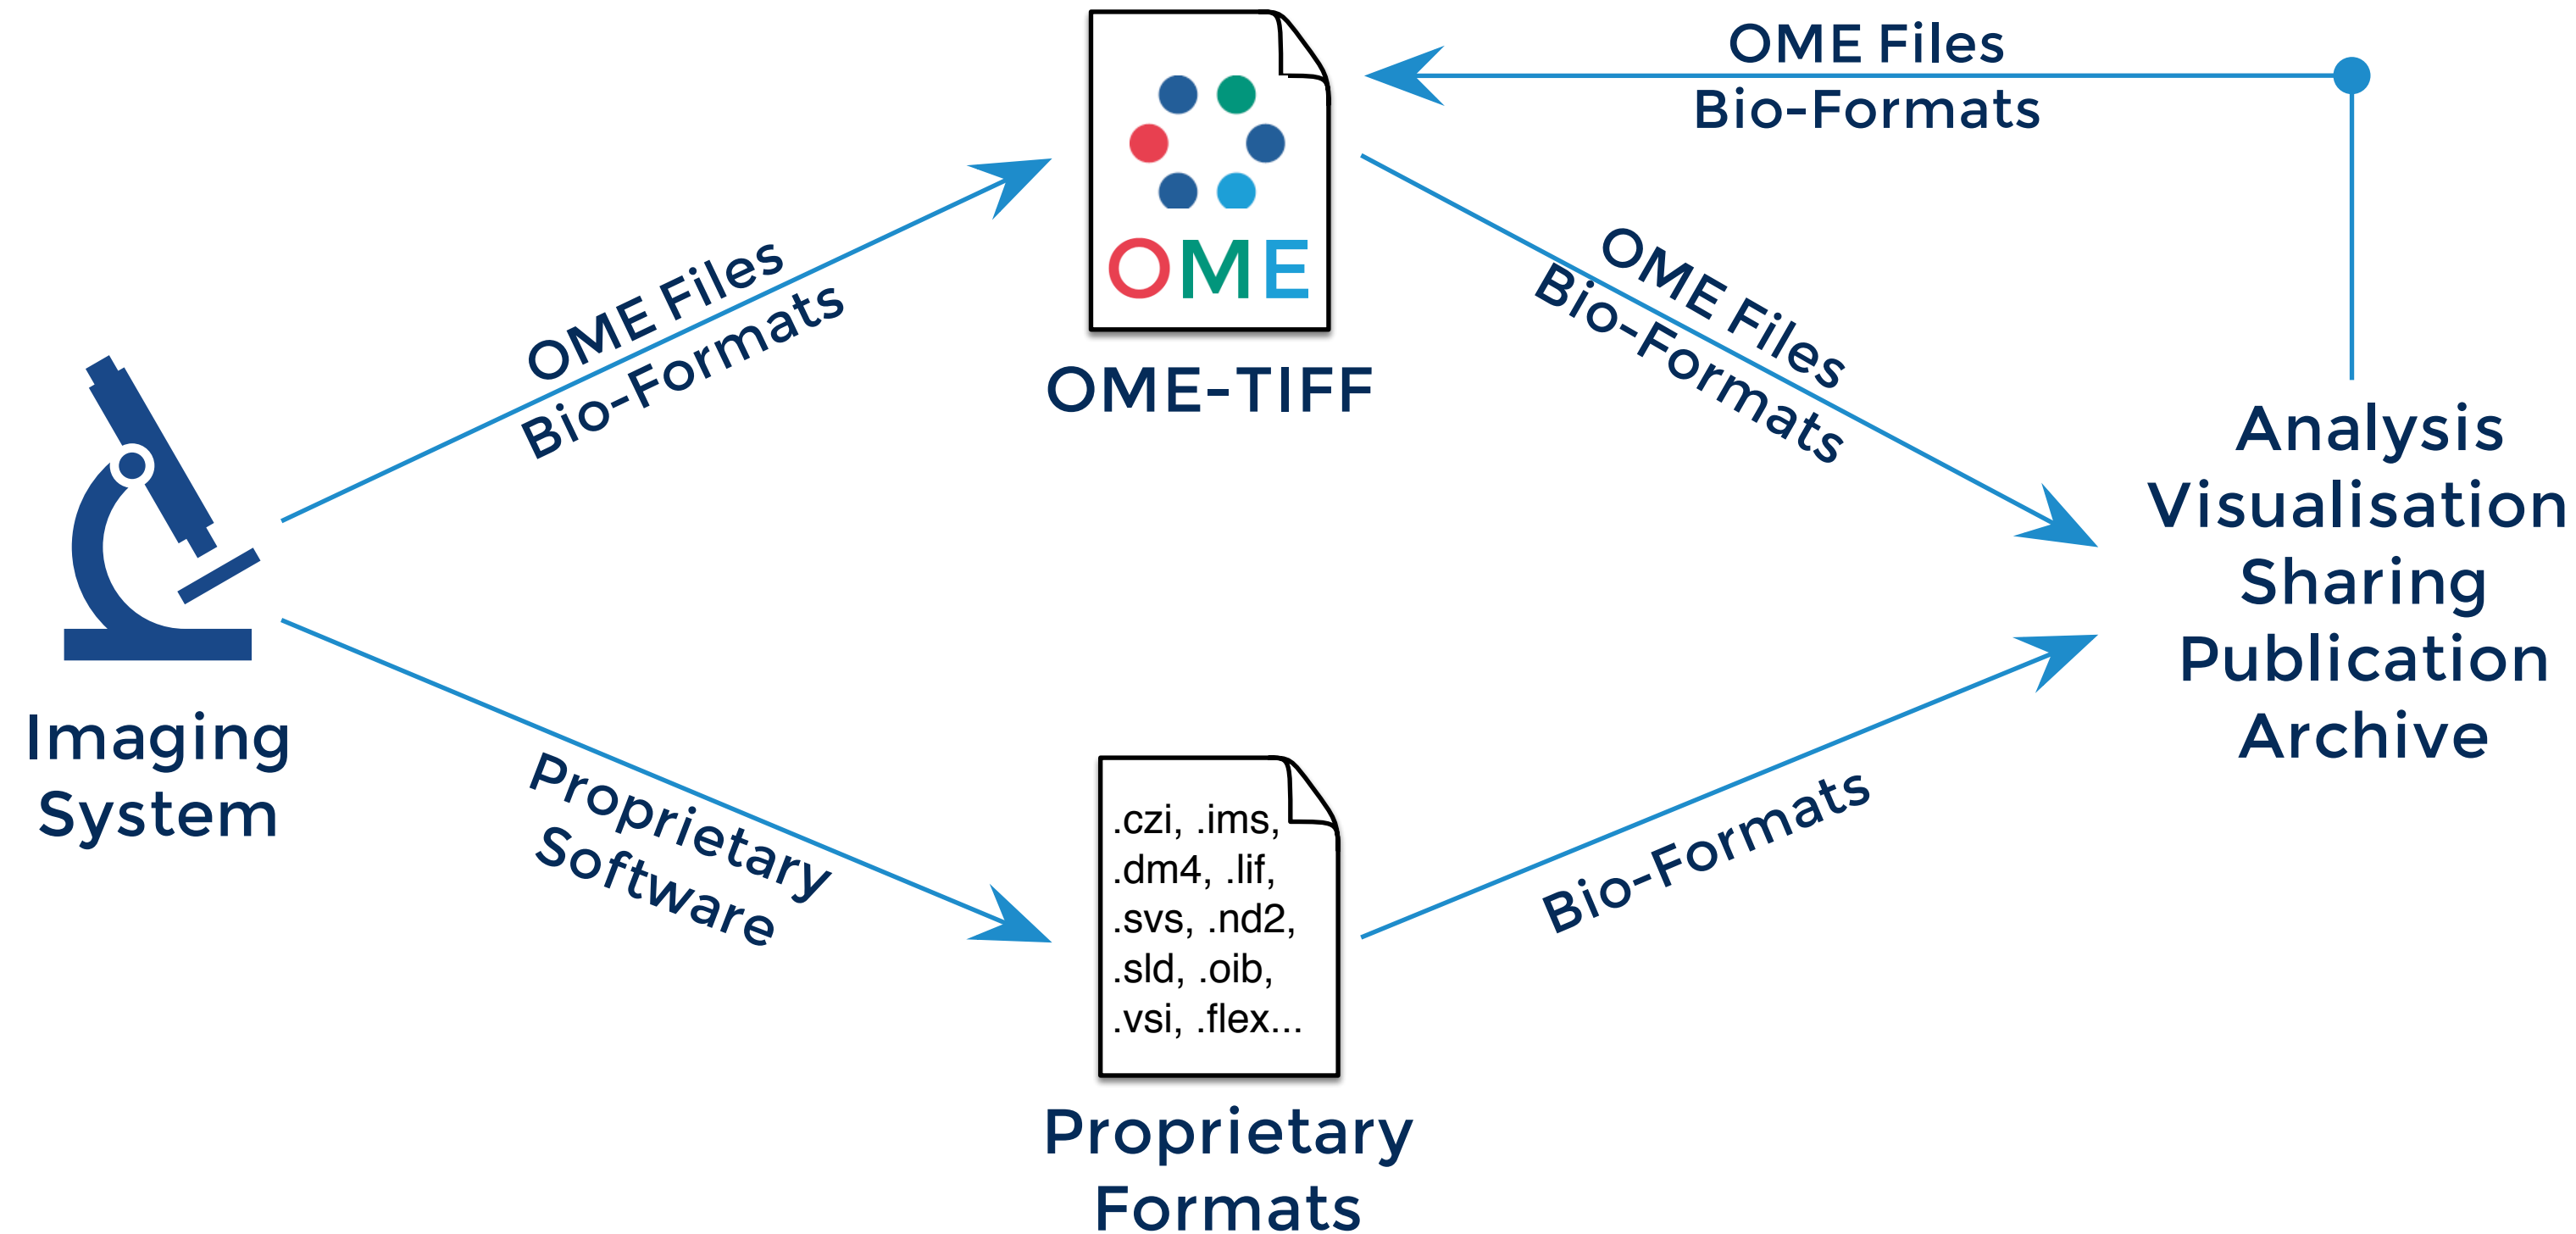 OME Files
Bio-Formats
OME Files
Bio-Formats
OME
OME-TIFF
OME Files
Bio-Formats
Imaging
System
Analysis
Visualisation
Sharing
Publication
Archive
Proprietary
Software
.czi, .ims,
.dm4, .lif,
.svs, .nd2,
.sld, .oib,
.vsi, .flex...
Proprietary
Formats
Bio-Formats